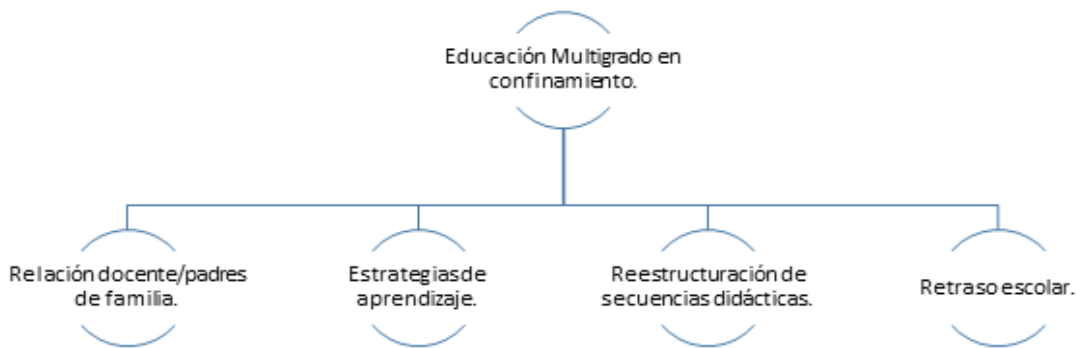 Educación Multigrado en
confinamiento.
Relación docente/padres
de familia.
Estrategias de
aprendizaje.
Reestructuración de
secuencias didácticas.
Retraso escolar.